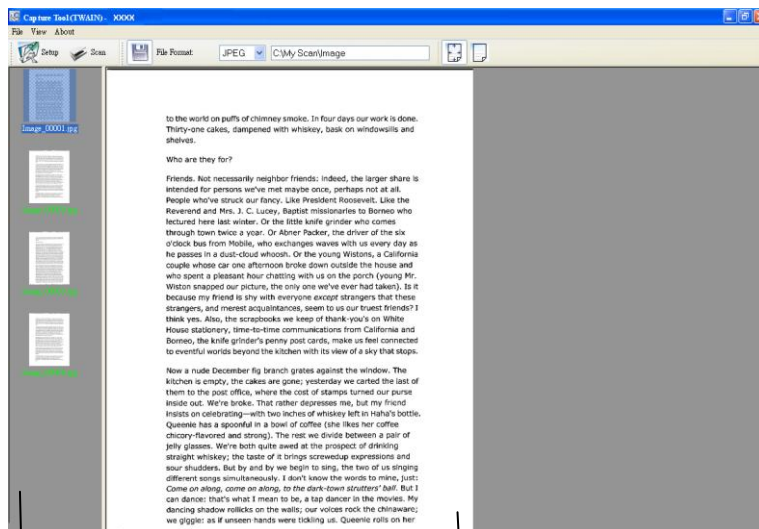 Capture Tool(TWAIN)- XXXX
File View About
Setup Scan File Format: JPEG C:\My Scan\Image
Image_00001.jpg
to the world on puffs of chimney smoke. In four days our work is done.
Thirty-one cakes, dampened with whiskey, bask on windowsills and
shelves.
Who are they for?
Friends. Not necessarily neighbor friends: indeed, the larger share is
intended for persons we've met maybe once, perhaps not at all.
People who've struck our fancy. Like President Roosevelt. Like the
Reverend and Mrs. J. C. Lucey, Baptist missionaries to Borneo who
lectured here last winter. Or the little knife grinder who comes
through town twice a year. Or Abner Packer, the driver of the six
o'clock bus from Mobile, who exchanges waves with us every day as
he passes in a dust-cloud whoosh. Or the young Wistons, a California
couple whose car one afternoon broke down outside the house and
who spent a pleasant hour chatting with us on the porch (young Mr.
Wiston snapped our picture, the only one we've ever had taken). Is it
because my friend is shy with everyone except strangers that these
strangers, and merest acquaintances, seem to us our truest friends? I
think yes. Also, the scrapbooks we keep of thank-you's on White
House stationery, time-to-time communications from California and
Borneo, the knife grinder's penny post cards, make us feel connected
to eventful worlds beyond the kitchen with its view of a sky that stops.
Now a nude December fig branch grates against the window. The
kitchen is empty, the cakes are gone; yesterday we carted the last of
them to the post office, where the cost of stamps turned our purse
inside out. We're broke. That rather depresses me, but my friend
insists on celebrating—with two inches of whiskey left in Haha's bottle.
Queenie has a spoonful in a bowl of coffee (she likes her coffee
chicory-flavored and strong). The rest we divide between a pair of
jelly glasses. We're both quite awed at the prospect of drinking
straight whiskey; the taste of it brings screwedup expressions and
sour shudders. But by and by we begin to sing, the two of us singing
different songs simultaneously. I don't know the words to mine, just:
Come on along, come on along, to the dark-town strutters' ball. But I
can dance: that's what I mean to be, a tap dancer in the movies. My
dancing shadow rollicks on the walls; our voices rock the chinaware;
we giggle: as if unseen hands were tickling us. Queenie rolls on her